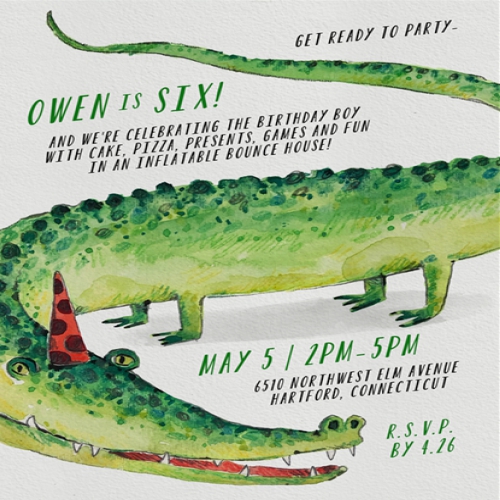 GET READY TO PARTY-
OWEN IS SIX!
AND WE'RE CELEBRATING THE BIRTHDAY BOY
WITH CAKE, PIZZA, PRESENTS, GAMES AND FUN
IN AN INFLATABLE BOUNCE HOUSE!
MAY 5 | 2PM-5PM
6510 NORTHWEST ELM AVENUE
HARTFORD, CONNECTICUT
R.S.V.P.
BY 4.26